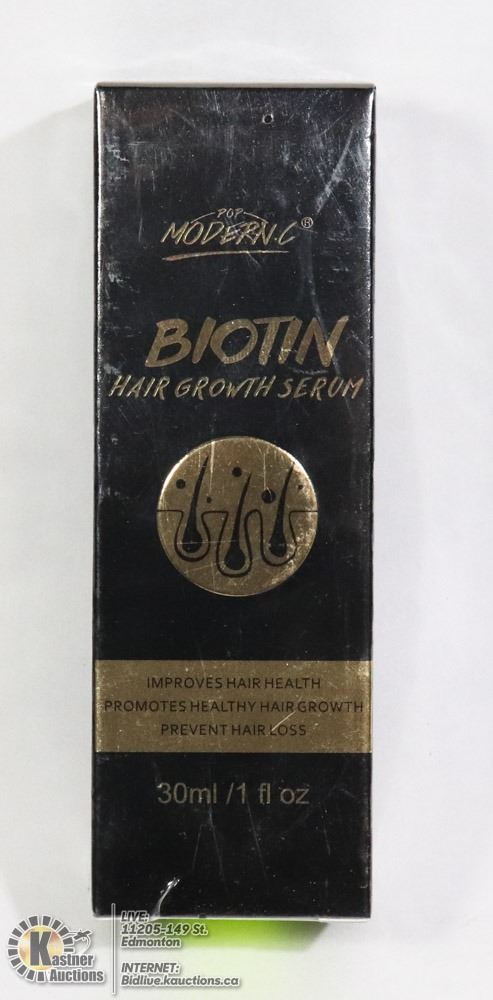 POP
MODERN.C®
BIOTIN
HAIR GROWTH SERUM
IMPROVES HAIR HEALTH
PROMOTES HEALTHY HAIR GROWTH
PREVENT HAIR LOSS
30ml /1 fl oz
Kastner
Auctions
LIVE:
11205-149 St.
Edmonton
INTERNET:
Bidlive.kauctions.ca